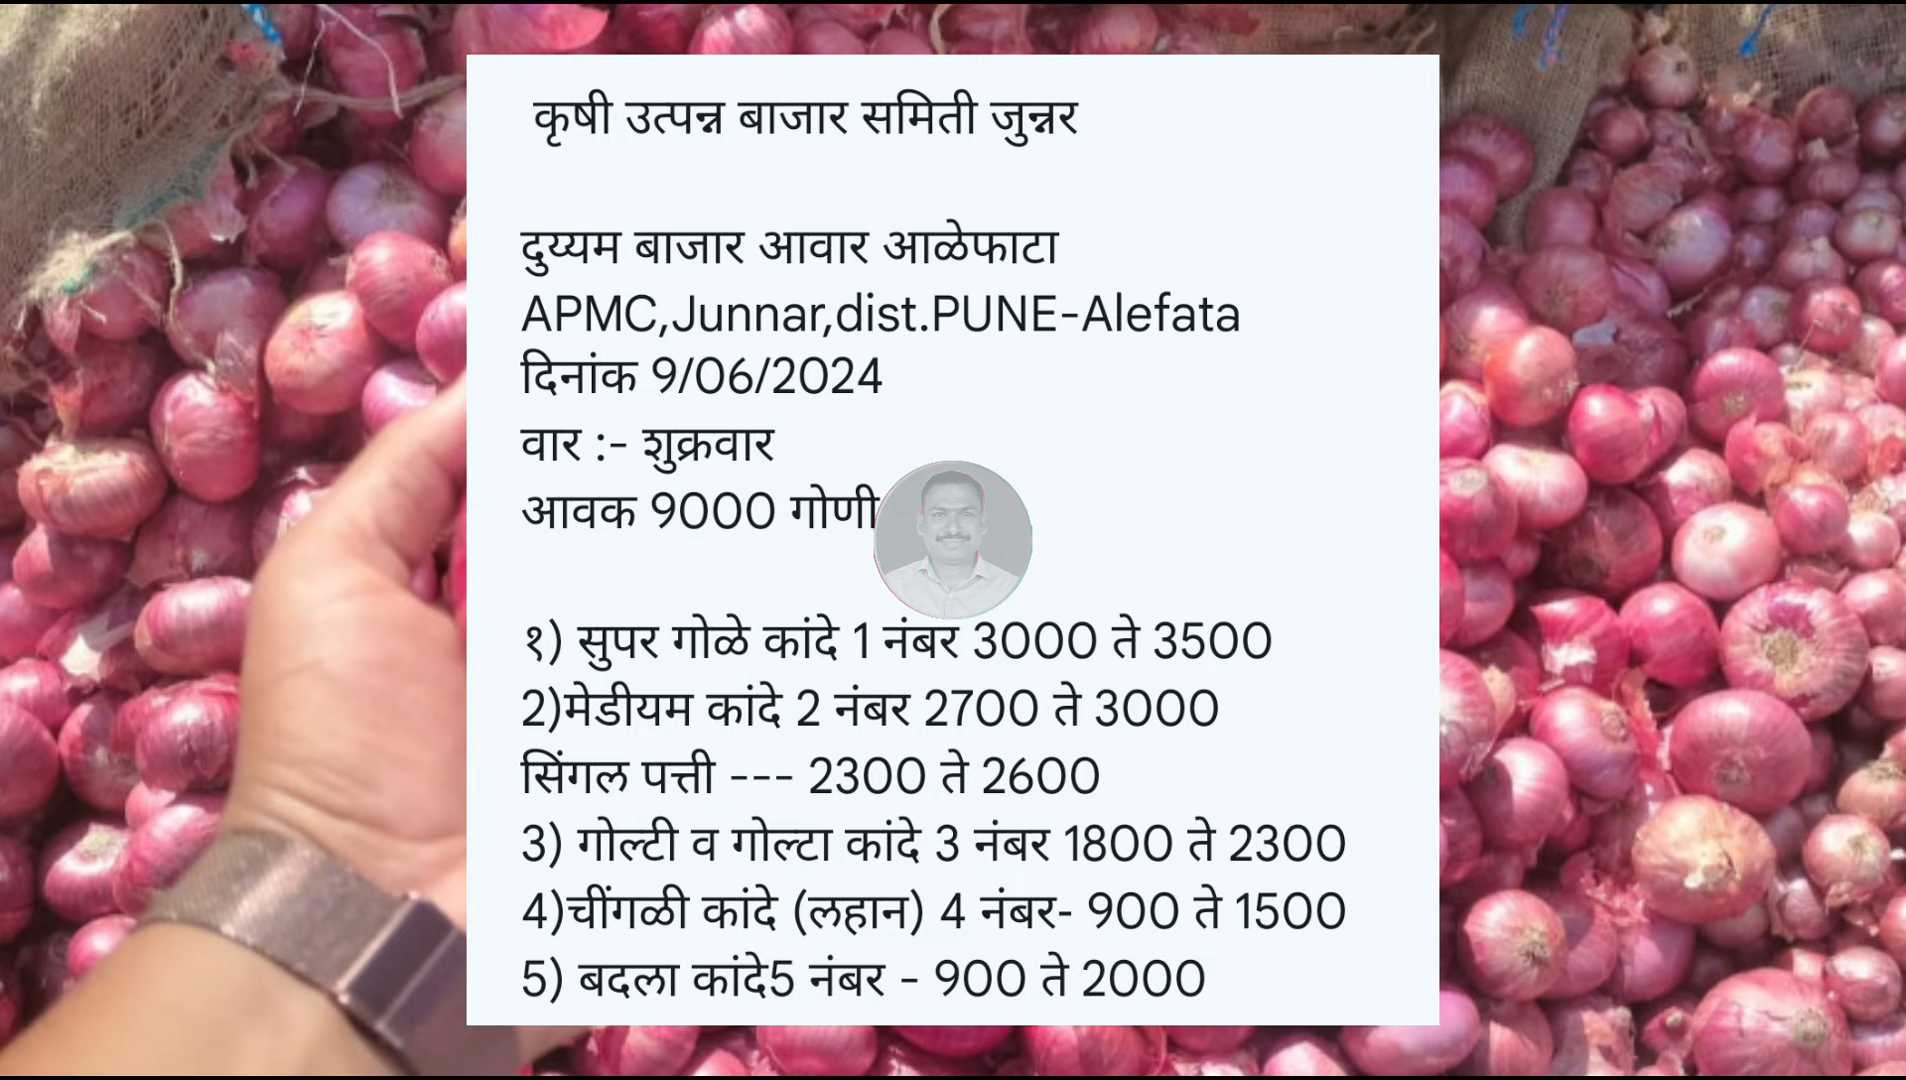 कृषी उत्पन्न बाजार समिती जुन्नर
दुय्यम बाजार आवार आळेफाटा
APMC,Junnar,dist.PUNE-Alefata
दिनांक 9/06/2024
वार :- शुक्रवार
आवक 9000 गोणी
१) सुपर गोळे कांदे 1 नंबर 3000 ते 3500
2)मेडीयम कांदे 2 नंबर 2700 ते 3000
सिंगल पत्ती --- 2300 ते 2600
3) गोल्टी व गोल्टा कांदे 3 नंबर 1800 ते 2300
4)चींगळी कांदे (लहान) 4 नंबर- 900 ते 1500
5) बदला कांदे5 नंबर - 900 ते 2000